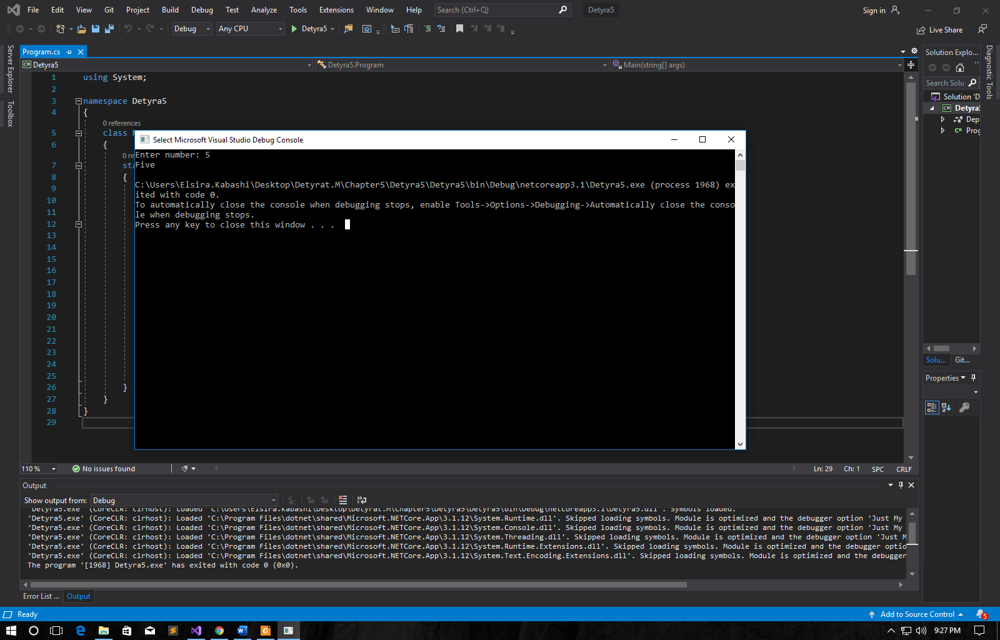 File Edit View Git Project Build Debug Test Analyze Tools Extensions Window Help Search (Ctrl+Q) Detyra5 Sign in
Debug Any CPU Detyra5 Live Share
Server Explorer
Toolbox
Program.cs
Detyra5 Detyra5.Program Main(string[] args)
1 using System;
2
3 namespace Detyra5
4 {
0 references
5 class
6 {
0 re
7 sta
8 {
9
10
11
12
13
14
15
16
17
18
19
20
21
22
23
24
25
26 }
27 }
28 }
29
Select Microsoft Visual Studio Debug Console
Enter number: 5
Five
C:\Users\Elsira.Kabashi\Desktop\Detyrat.M\Chapter5\Detyra5\Detyra5\bin\Debug\netcoreapp3.1\Detyra5.exe (process 1968) ex
ited with code 0.
To automatically close the console when debugging stops, enable Tools->Options->Debugging->Automatically close the conso
le when debugging stops.
Press any key to close this window . . .
110 % No issues found Ln: 29 Ch: 1 SPC CRLF
Output
Show output from: Debug
'Detyra5.exe' (CoreCLR: clrhost): Loaded 'C:\Users\Elsira.Kabashi\Desktop\Detyrat.M\Chapter5\Detyra5\Detyra5\bin\Debug\netcoreapp3.1\Detyra5.dll'. Symbols loaded.
'Detyra5.exe' (CoreCLR: clrhost): Loaded 'C:\Program Files\dotnet\shared\Microsoft.NETCore.App\3.1.12\System.Runtime.dll'. Skipped loading symbols. Module is optimized and the debugger option 'Just My
'Detyra5.exe' (CoreCLR: clrhost): Loaded 'C:\Program Files\dotnet\shared\Microsoft.NETCore.App\3.1.12\System.Console.dll'. Skipped loading symbols. Module is optimized and the debugger option 'Just My
'Detyra5.exe' (CoreCLR: clrhost): Loaded 'C:\Program Files\dotnet\shared\Microsoft.NETCore.App\3.1.12\System.Threading.dll'. Skipped loading symbols. Module is optimized and the debugger option 'Just M
'Detyra5.exe' (CoreCLR: clrhost): Loaded 'C:\Program Files\dotnet\shared\Microsoft.NETCore.App\3.1.12\System.Runtime.Extensions.dll'. Skipped loading symbols. Module is optimized and the debugger optio
'Detyra5.exe' (CoreCLR: clrhost): Loaded 'C:\Program Files\dotnet\shared\Microsoft.NETCore.App\3.1.12\System.Text.Encoding.Extensions.dll'. Skipped loading symbols. Module is optimized and the debugger
The program '[1968] Detyra5.exe' has exited with code 0 (0x0).
Error List ... Output
Solution Explo...
Search Solu
Solution 'D
Detyra5
Dep
Prog
Solu... Git...
Properties
Diagnostic Tools
Ready Add to Source Control 5
9:27 PM